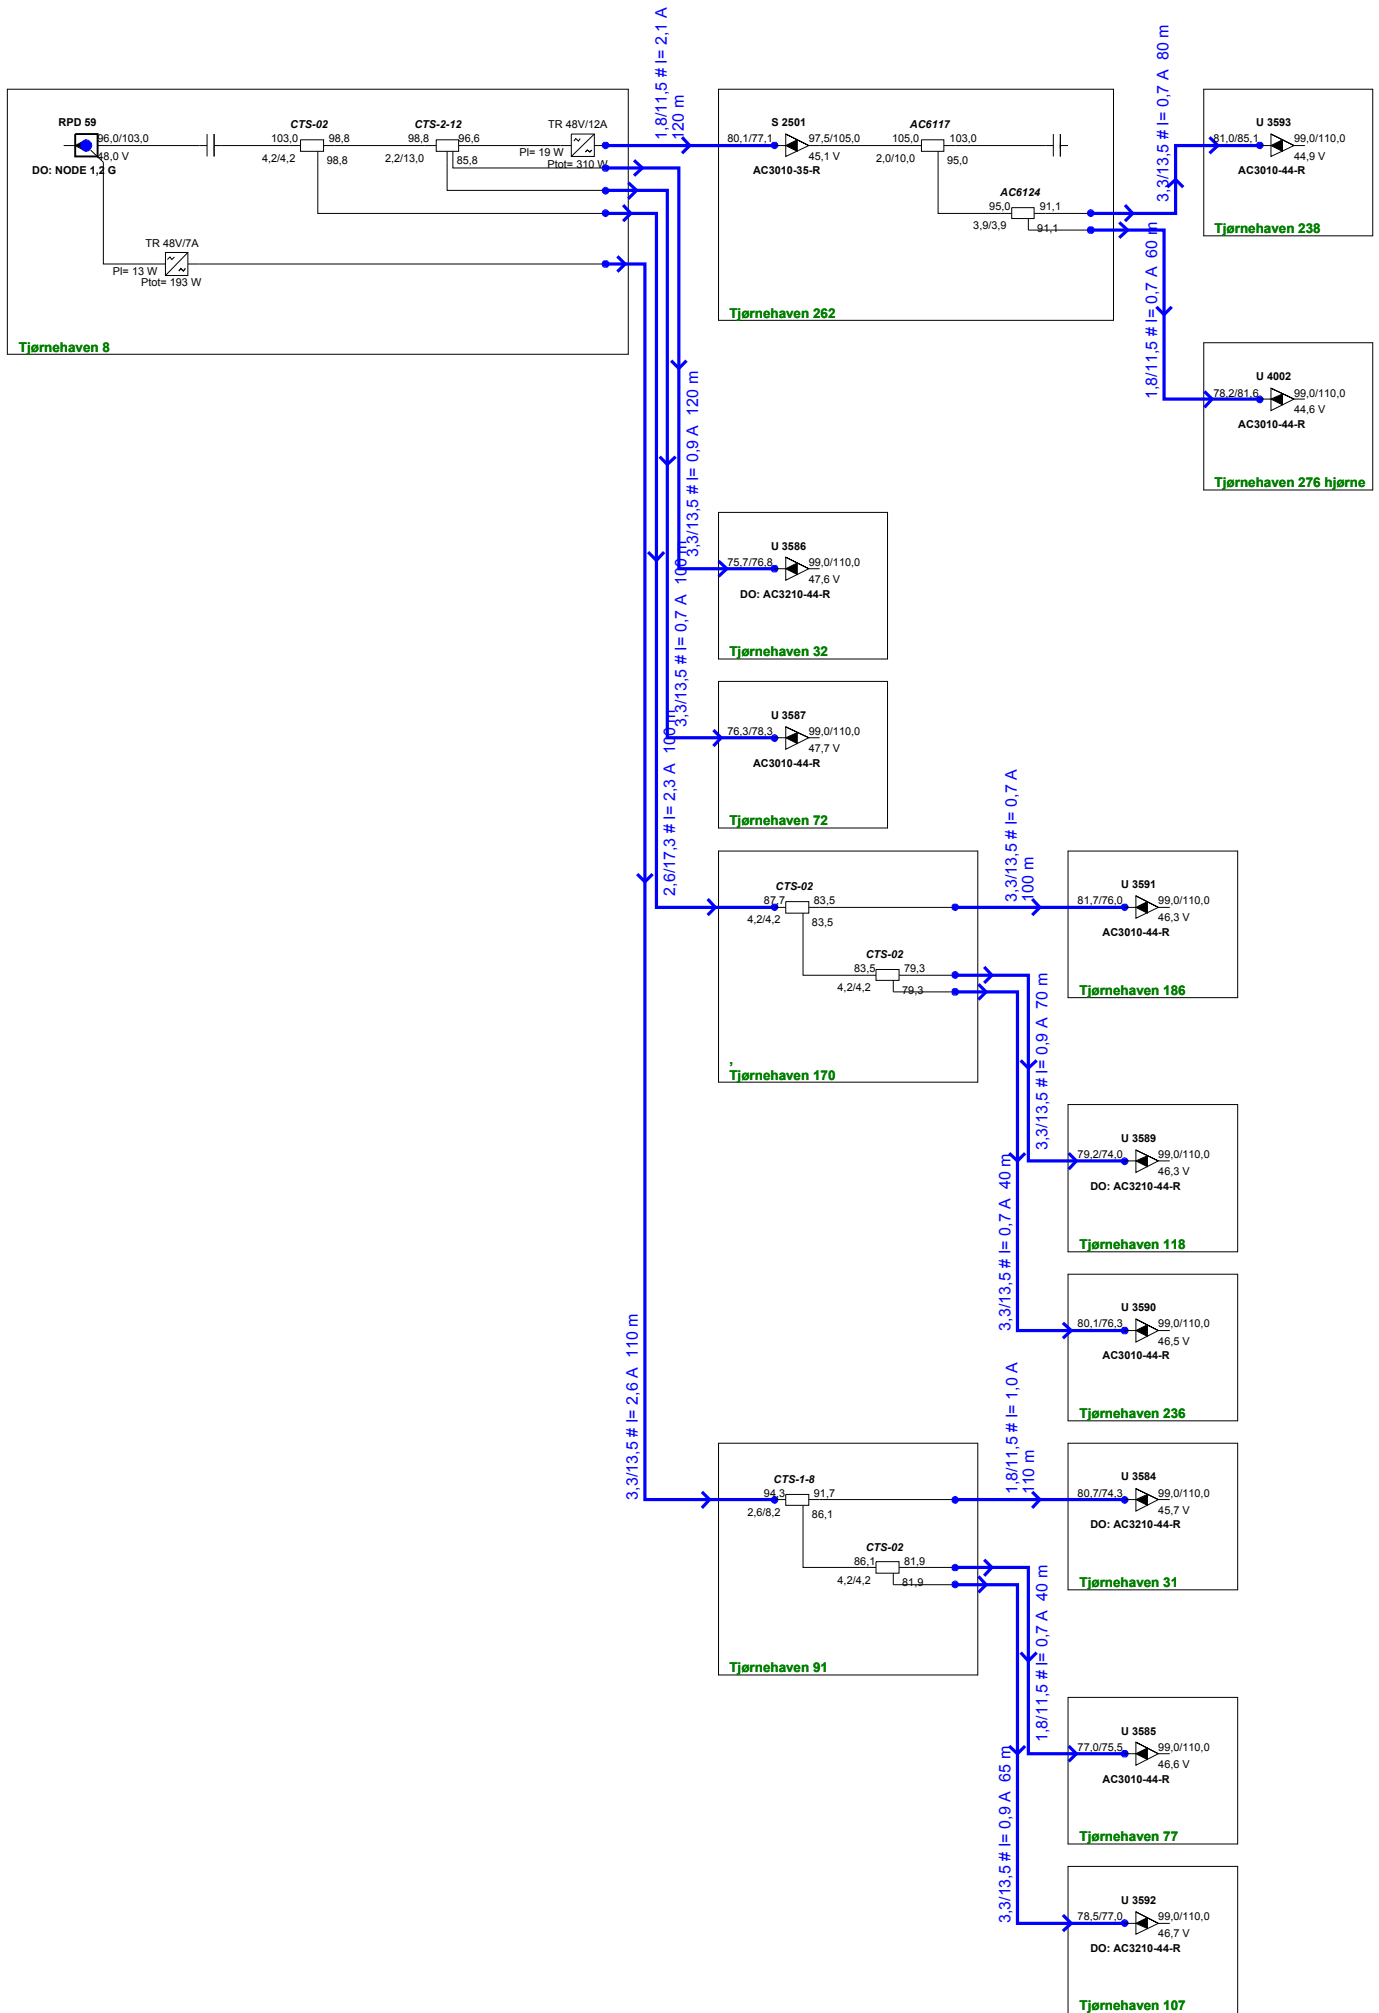 RPD 59
96,0/103,0
48,0 V
DO: NODE 1,2 G
CTS-02
103,0
98,8
4,2/4,2
98,8
CTS-2-12
98,8
96,6
2,2/13,0
85,8
TR 48V/12A
Pl= 19 W
Ptot= 310 W
TR 48V/7A
Pl= 13 W
Ptot= 193 W
Tjørnehaven 8
1,8/11,5 # I= 2,1 A
120 m
S 2501
80,1/77,1
97,5/105,0
45,1 V
AC3010-35-R
AC6117
105,0
103,0
2,0/10,0
95,0
AC6124
95,0
91,1
3,9/3,9
91,1
Tjørnehaven 262
3,3/13,5 # I= 0,7 A 80 m
U 3593
81,0/85,1
99,0/110,0
44,9 V
AC3010-44-R
Tjørnehaven 238
1,8/11,5 # I= 0,7 A 60 m
U 4002
78,2/81,6
99,0/110,0
44,6 V
AC3010-44-R
Tjørnehaven 276 hjørne
3,3/13,5 # I= 0,9 A 120 m
U 3586
75,7/76,8
99,0/110,0
47,6 V
DO: AC3210-44-R
Tjørnehaven 32
3,3/13,5 # I= 0,7 A 100 m
U 3587
76,3/78,3
99,0/110,0
47,7 V
AC3010-44-R
Tjørnehaven 72
2,6/17,3 # I= 2,3 A 100 m
CTS-02
87,7
83,5
4,2/4,2
83,5
CTS-02
83,5
79,3
4,2/4,2
79,3
,
Tjørnehaven 170
3,3/13,5 # I= 0,7 A
100 m
U 3591
81,7/76,0
99,0/110,0
46,3 V
AC3010-44-R
Tjørnehaven 186
3,3/13,5 # I= 0,9 A 70 m
U 3589
79,2/74,0
99,0/110,0
46,3 V
DO: AC3210-44-R
Tjørnehaven 118
3,3/13,5 # I= 0,7 A 40 m
U 3590
80,1/76,3
99,0/110,0
46,5 V
AC3010-44-R
Tjørnehaven 236
3,3/13,5 # I= 2,6 A 110 m
CTS-1-8
94,3
91,7
2,6/8,2
86,1
CTS-02
86,1
81,9
4,2/4,2
81,9
Tjørnehaven 91
1,8/11,5 # I= 1,0 A
110 m
U 3584
80,7/74,3
99,0/110,0
45,7 V
DO: AC3210-44-R
Tjørnehaven 31
1,8/11,5 # I= 0,7 A 40 m
U 3585
77,0/75,5
99,0/110,0
46,6 V
AC3010-44-R
Tjørnehaven 77
3,3/13,5 # I= 0,9 A 65 m
U 3592
78,5/77,0
99,0/110,0
46,7 V
DO: AC3210-44-R
Tjørnehaven 107